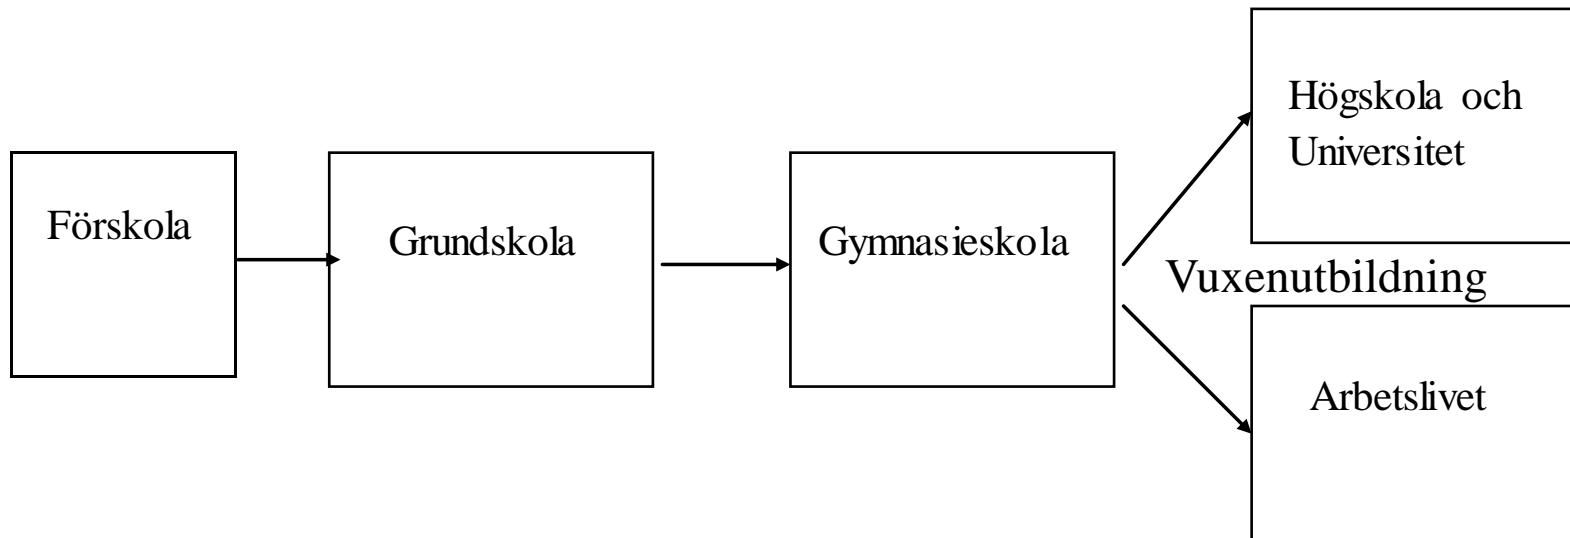 Förskola
Grundskola
Gymnasieskola
Högskola och
Universitet
Vuxenutbildning
Arbetslivet